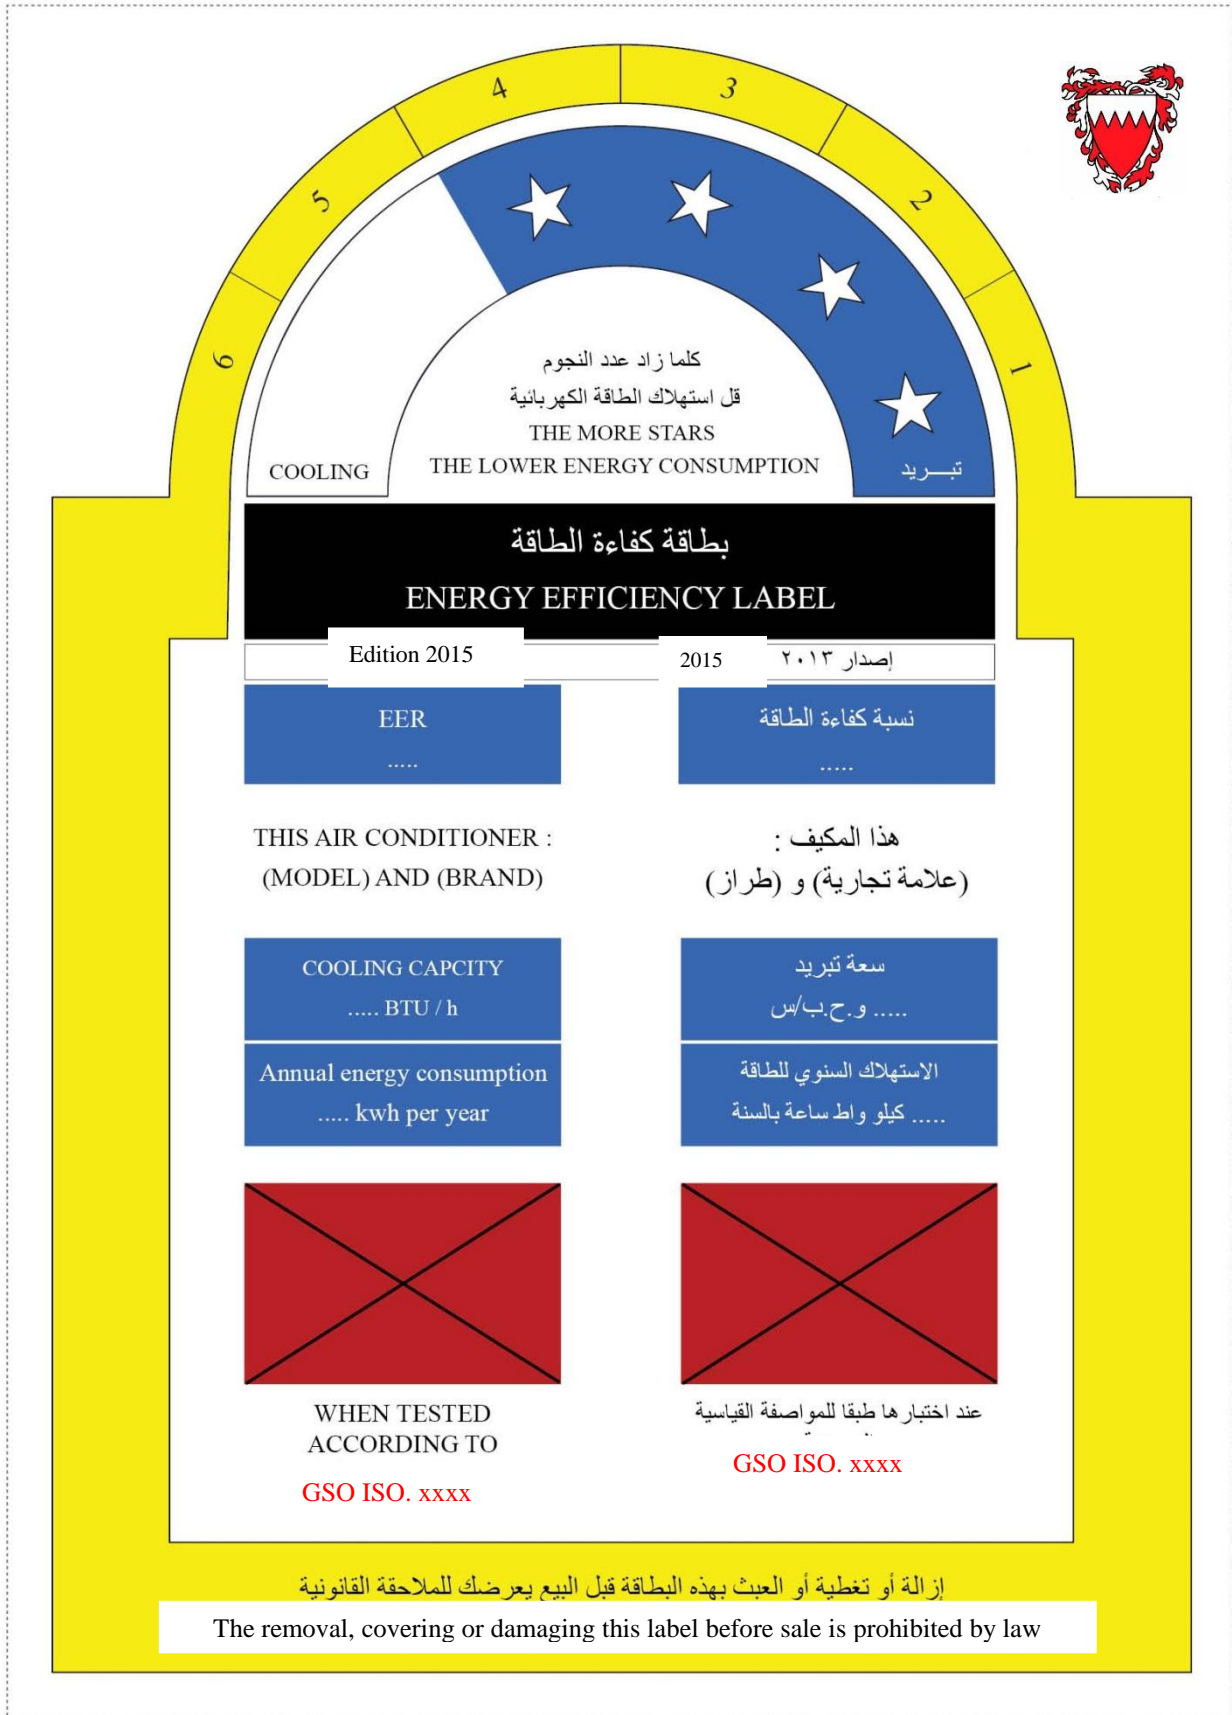 4
3
5
2
6
1
كلما زاد عدد النجوم
قل استهلاك الطاقة الكهربائية
THE MORE STARS
THE LOWER ENERGY CONSUMPTION
COOLING
تبـــريد
بطاقة كفاءة الطاقة
ENERGY EFFICIENCY LABEL
Edition 2015
2015
إصدار ٢٠١٣
EER
.....
نسبة كفاءة الطاقة
.....
THIS AIR CONDITIONER :
(MODEL) AND (BRAND)
هذا المكيف :
(علامة تجارية) و (طراز)
COOLING CAPCITY
..... BTU / h
سعة تبريد
..... و.ح.ب/س
Annual energy consumption
..... kwh per year
الاستهلاك السنوي للطاقة
..... كيلو واط ساعة بالسنة
WHEN TESTED
ACCORDING TO
GSO ISO. xxxx
عند اختبارها طبقا للمواصفة القياسية
GSO ISO. xxxx
إزالة أو تغطية أو العبث بهذه البطاقة قبل البيع يعرضك للملاحقة القانونية
The removal, covering or damaging this label before sale is prohibited by law